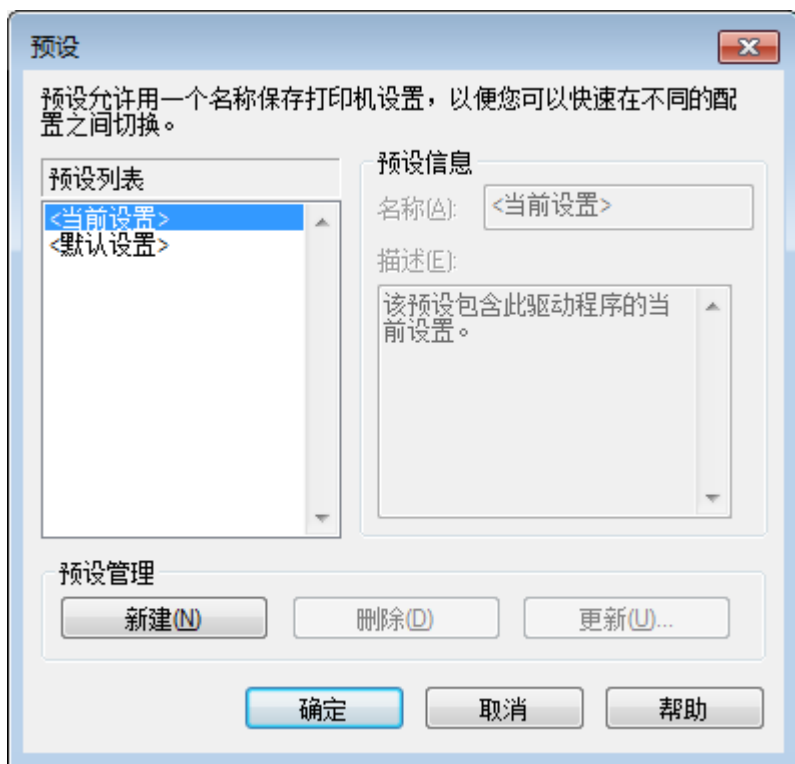 预设
预设允许用一个名称保存打印机设置，以便您可以快速在不同的配
置之间切换。
预设列表
<当前设置>
<默认设置>
预设信息
名称(A):
<当前设置>
描述(E):
该预设包含此驱动程序的当
前设置。
预设管理
新建(N)
删除(D)
更新(U)...
确定
取消
帮助